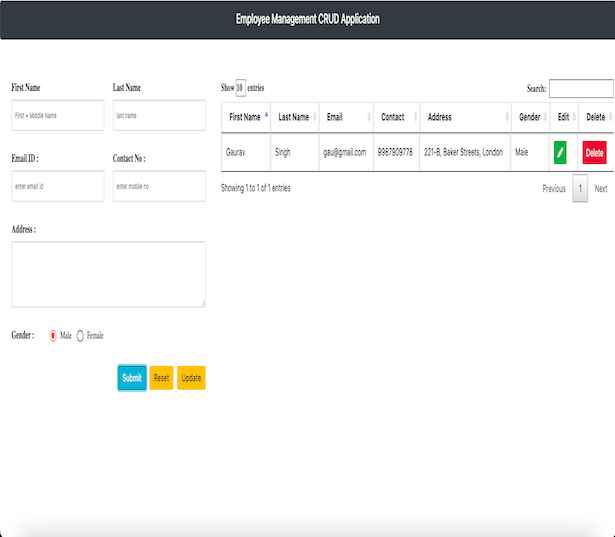 Employee Management CRUD Application
First Name Last Name
First + Middle Name last name
Email ID : Contact No :
enter email id enter mobile no
Address :
Gender : Male Female
Submit Reset Update
Show 10 entries Search:
First Name Last Name Email Contact Address Gender Edit Delete
Gaurav Singh gau@gmail.com 9987909778 221-B, Baker Streets, London Male Delete
Showing 1 to 1 of 1 entries Previous 1 Next